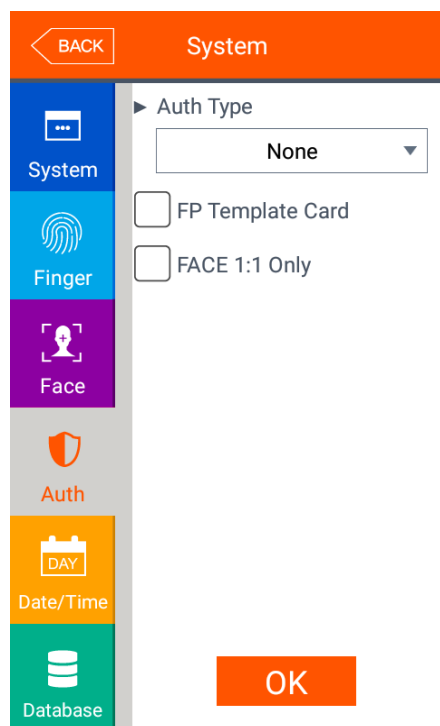 BACK
System
System
Finger
Face
Auth
DAY
Date/Time
Database
► Auth Type
None
FP Template Card
FACE 1:1 Only
OK